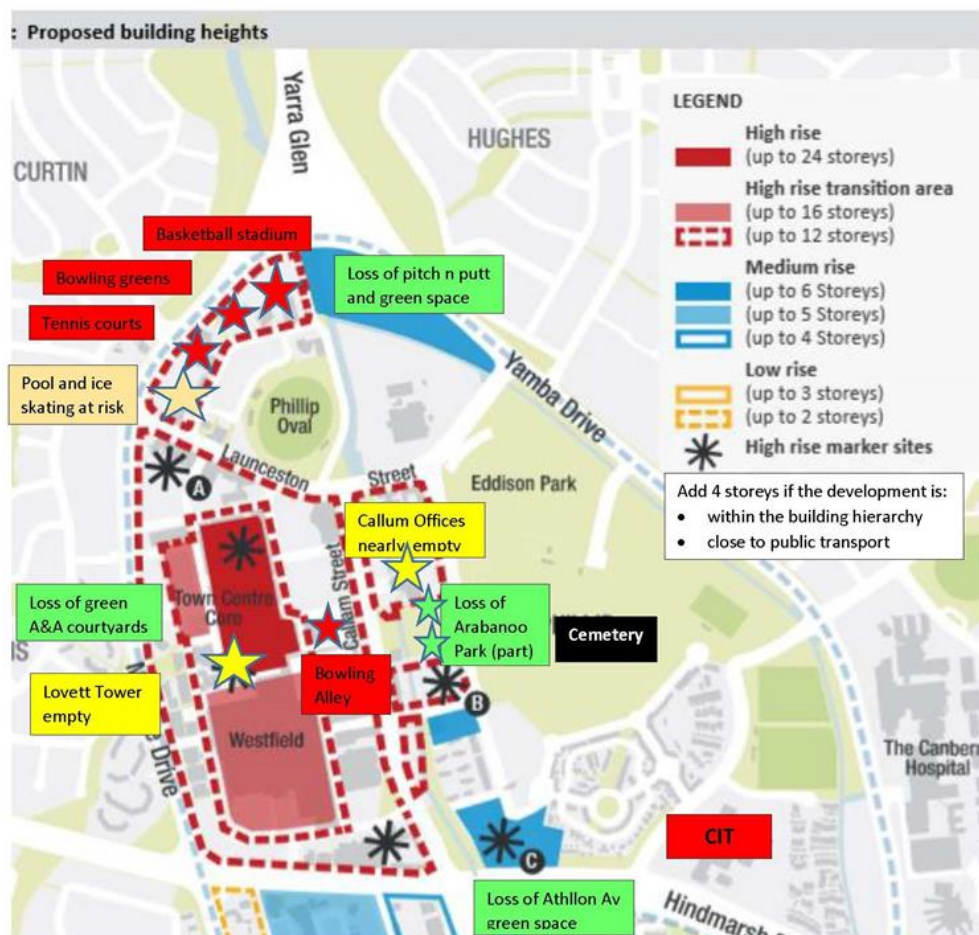 : Proposed building heights
Yarra Glen
HUGHES
CURTIN
LEGEND
High rise
(up to 24 storeys)
High rise transition area
(up to 16 storeys)
(up to 12 storeys)
Medium rise
(up to 6 Storeys)
(up to 5 Storeys)
(up to 4 Storeys)
Low rise
(up to 3 storeys)
(up to 2 storeys)
High rise marker sites
Add 4 storeys if the development is:
• within the building hierarchy
• close to public transport
Basketball stadium
Bowling greens
Tennis courts
Loss of pitch n putt
and green space
Pool and ice
skating at risk
Phillip
Oval
Yamba Drive
Launceston
Street
Eddison Park
A
Callum Offices
nearly empty
Callam Street
Town Centre
Core
Loss of green
A&A courtyards
Loss of
Arabanoo
Park (part)
Cemetery
Lovett Tower
empty
Bowling
Alley
B
Westfield
Drive
The Canberr
Hospital
CIT
C
Loss of Athllon Av
green space
Hindmarsh